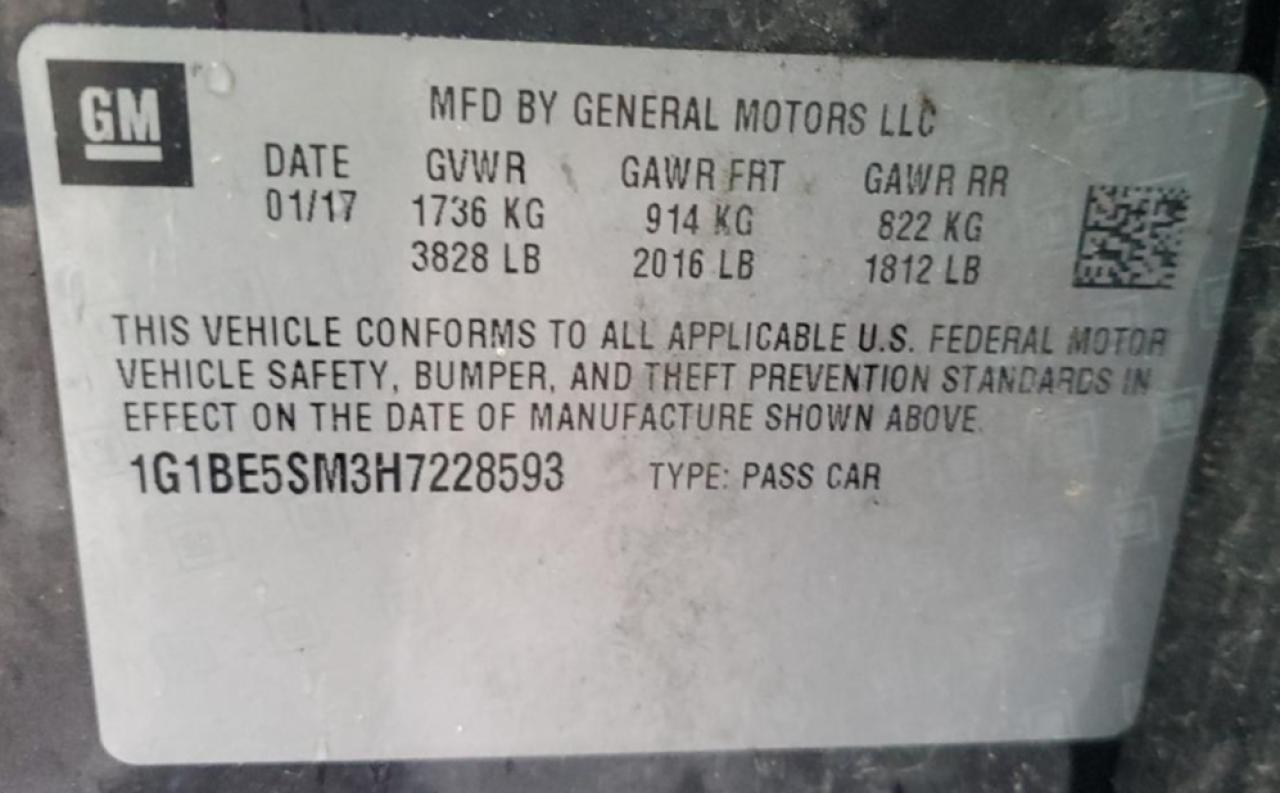 GM
MFD BY GENERAL MOTORS LLC
DATE GVWR GAWR FRT GAWR RR
01/17 1736 KG 914 KG 822 KG
3828 LB 2016 LB 1812 LB
THIS VEHICLE CONFORMS TO ALL APPLICABLE U.S. FEDERAL MOTOR
VEHICLE SAFETY, BUMPER, AND THEFT PREVENTION STANDARDS IN
EFFECT ON THE DATE OF MANUFACTURE SHOWN ABOVE.
1G1BE5SM3H7228593 TYPE: PASS CAR